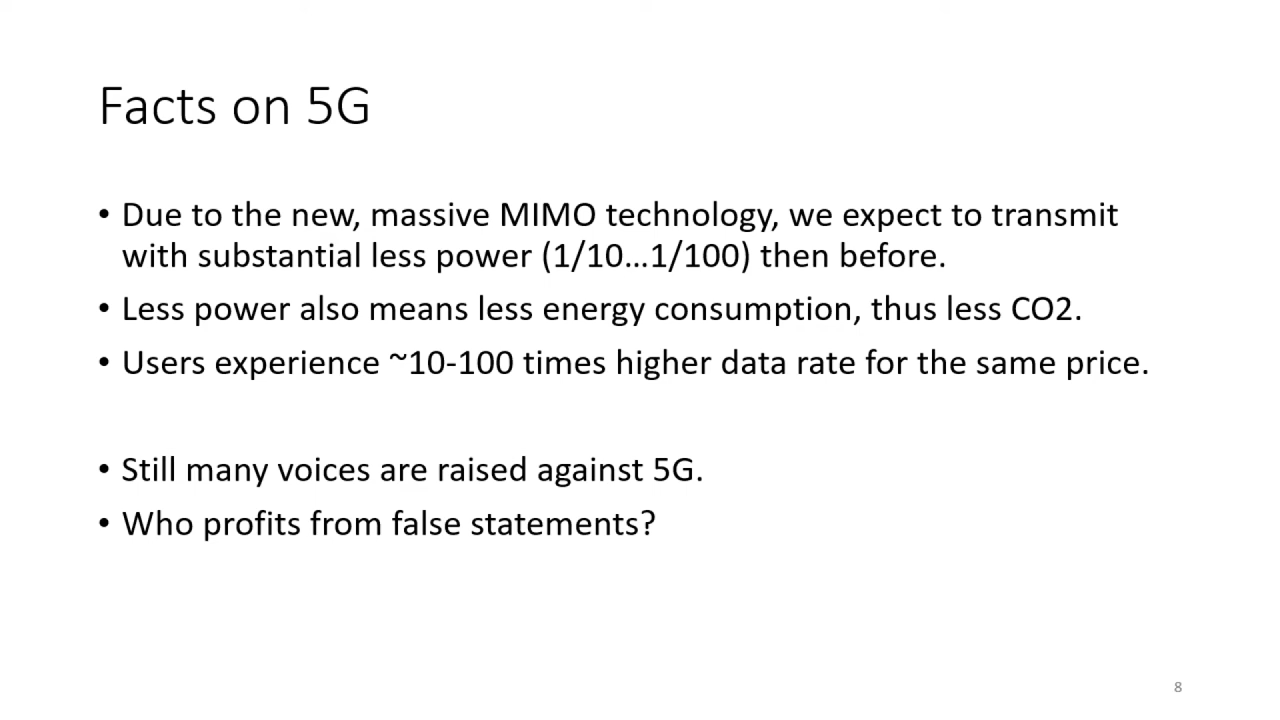 Facts on 5G
• Due to the new, massive MIMO technology, we expect to transmit
with substantial less power (1/10…1/100) then before.
• Less power also means less energy consumption, thus less CO2.
• Users experience ~10-100 times higher data rate for the same price.
• Still many voices are raised against 5G.
• Who profits from false statements?
8